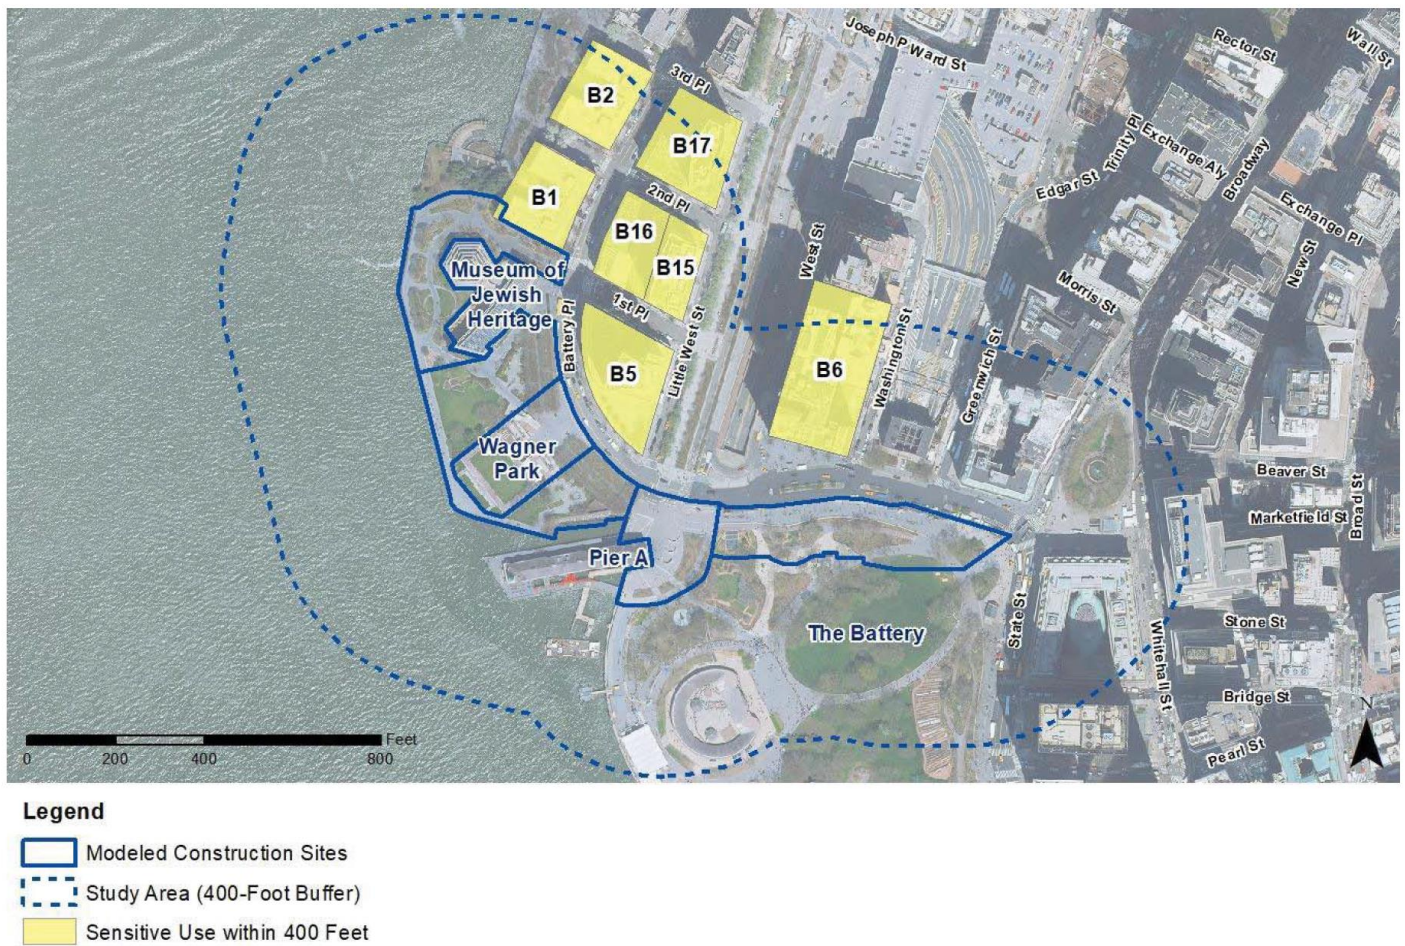 Joseph P Ward St
Rector St
Wall St
3rd Pl
B2
B17
Trinity Pl
Exchange Aly
Broadway
Edgar St
B1
2nd Pl
Exchange Pl
B16
West St
New St
B15
Museum of
Jewish
Heritage
1st Pl
Morris St
Battery Pl
Little West St
Washington St
Greenwich St
B5
B6
Wagner
Park
Beaver St
Broad St
Marketfield St
Pier A
The Battery
State St
Stone St
Whitehall St
Bridge St
N
Pearl St
Feet
0 200 400 800
Legend
Modeled Construction Sites
Study Area (400-Foot Buffer)
Sensitive Use within 400 Feet